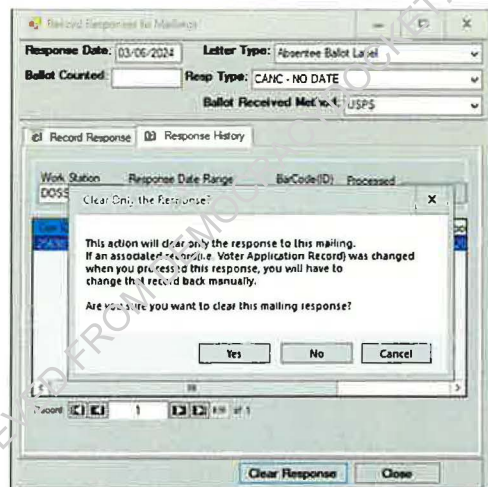 Record Responses to Mailings
Response Date: 03/06/2024 Letter Type: Absentee Ballot Label
Ballot Counted: Resp Type: CANC - NO DATE
Ballot Received Method: USPS
Record Response Response History
Work Station Response Date Range BarCode(ID) Processed
DOSS
Clear Only the Response? X
This action will clear only the response to this mailing.
If an associated record(i.e. Voter Application Record) was changed
when you processed this response, you will have to
change that record back manually.
Are you sure you want to clear this mailing response?
Yes No Cancel
Record 1 of 1
Clear Response Close
FROM DEMOCRACY DOCKET